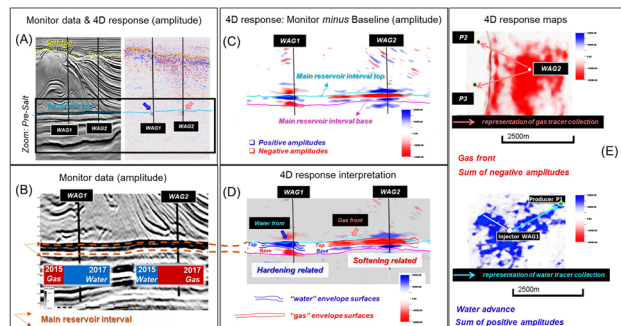 Monitor data & 4D response (amplitude)
(A)
Salt top
Reservoir top
WAG1
WAG2
WAG1
WAG2
Zoom: Pre-Salt
Monitor data (amplitude)
(B)
WAG1
WAG2
2015
Gas
2017
Water
2015
Water
2017
Gas
Main reservoir interval
4D response: Monitor minus Baseline (amplitude)
(C)
WAG1
WAG2
Main reservoir interval top
Main reservoir interval base
Positive amplitudes
Negative amplitudes
4D response interpretation
(D)
WAG1
WAG2
Water front
Gas front
Top
Base
Top
Base
Hardening related
Softening related
"water" envelope surfaces
"gas" envelope surfaces
4D response maps
P2
WAG2
P3
representation of gas tracer collection
2500m
(E)
Gas front
Sum of negative amplitudes
Producer P1
Injector WAG1
representation of water tracer collection
2500m
Water advance
Sum of positive amplitudes